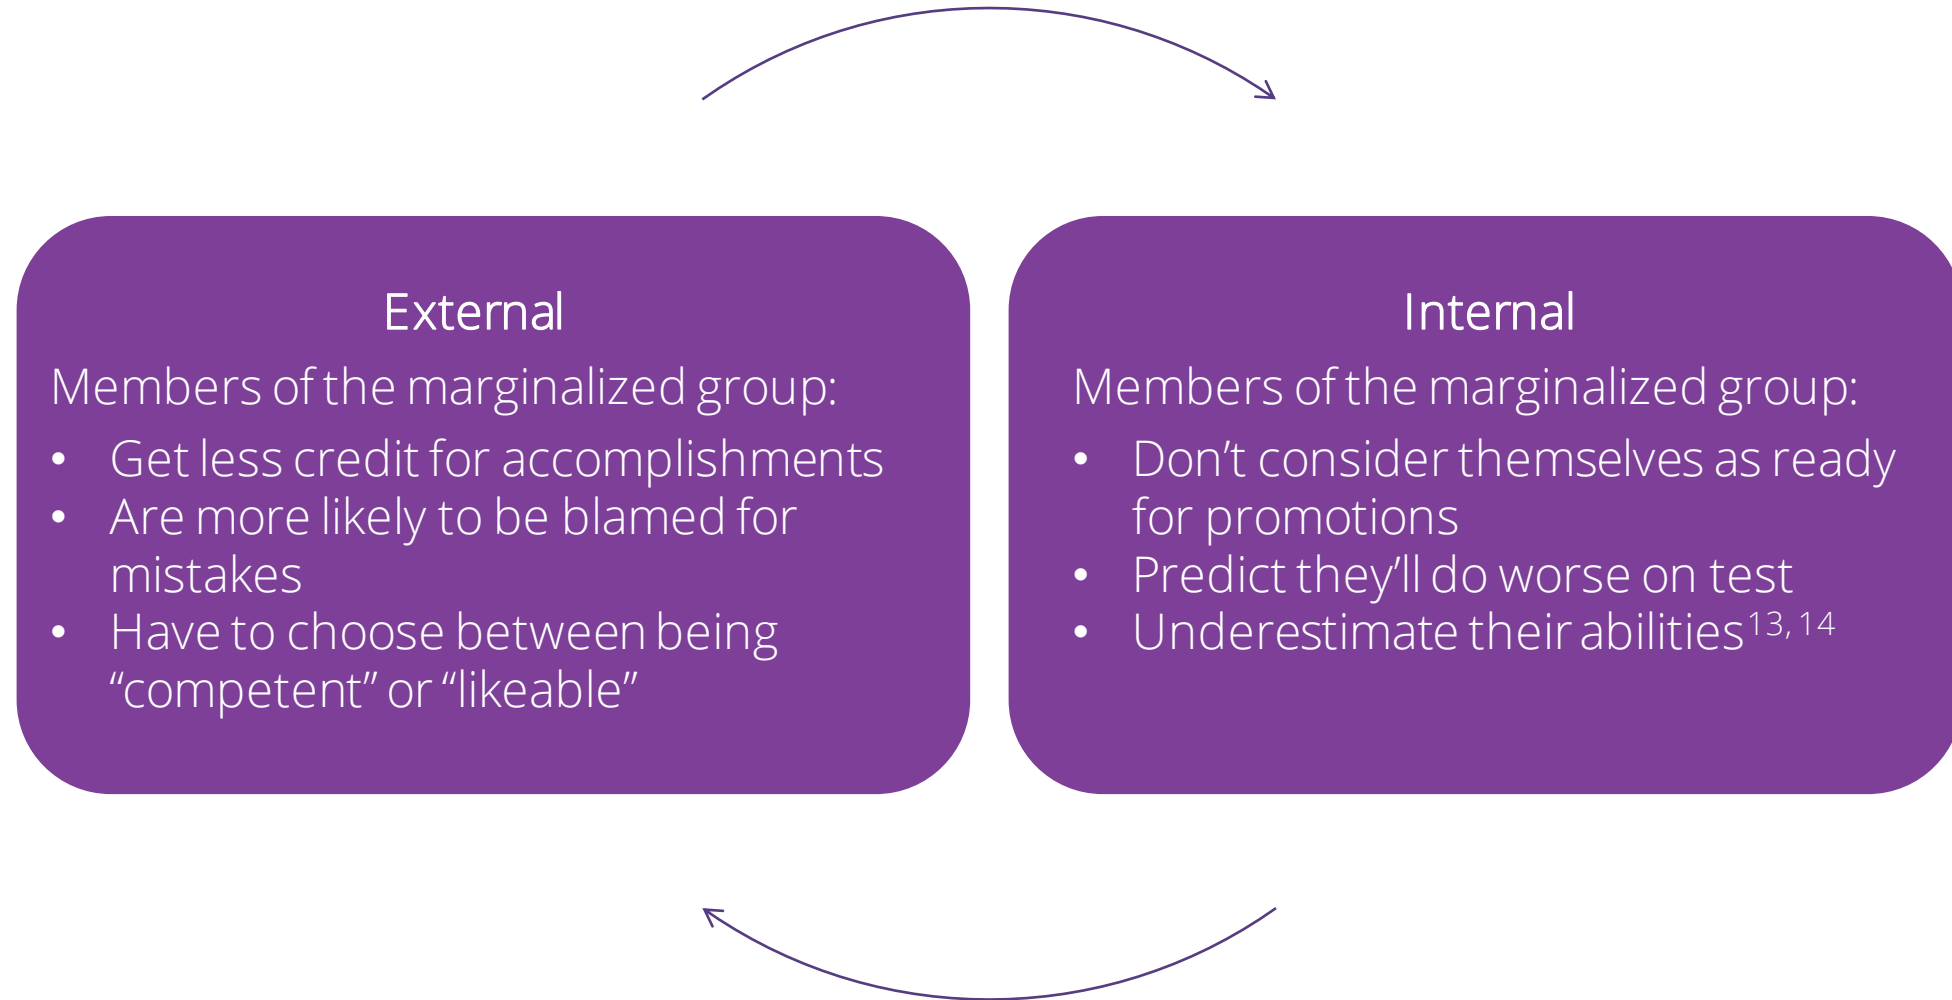 External
Members of the marginalized group:
• Get less credit for accomplishments
• Are more likely to be blamed for
mistakes
• Have to choose between being
“competent” or “likeable”
Internal
Members of the marginalized group:
• Don’t consider themselves as ready
for promotions
• Predict they’ll do worse on test
• Underestimate their abilities13, 14